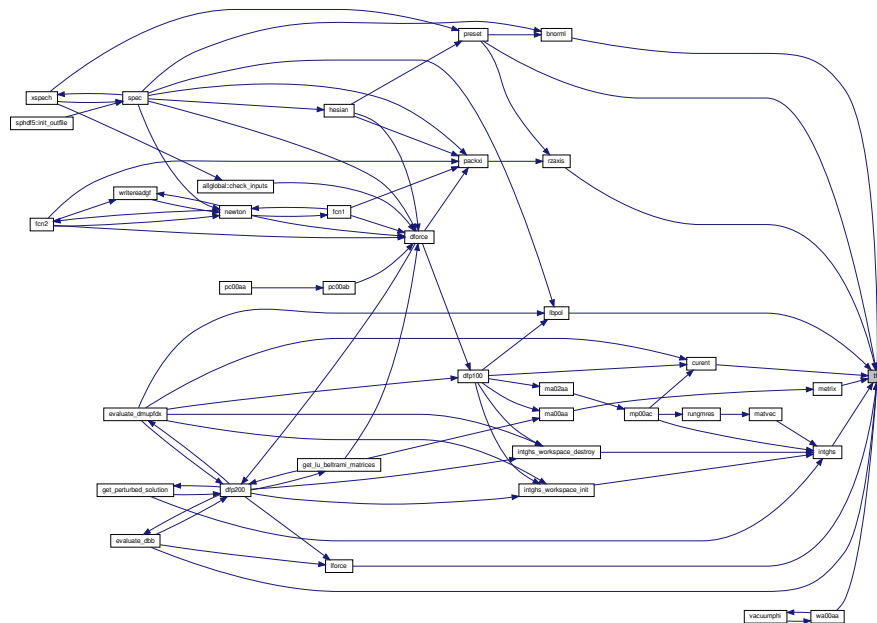 preset
bnorml
xspech
spec
sphdf5::init_outfile
hesian
packxi
rzaxis
allglobal::check_inputs
writereadgf
newton
fcn1
fcn2
dforce
pc00aa
pc00ab
lbpol
curent
dfp100
ma02aa
metrix
evaluate_dmupfdx
ma00aa
mp00ac
rungmres
matvec
intghs_workspace_destroy
intghs
get_lu_beltrami_matrices
get_perturbed_solution
dfp200
intghs_workspace_init
evaluate_dbb
lforce
vacuumphi
wa00aa